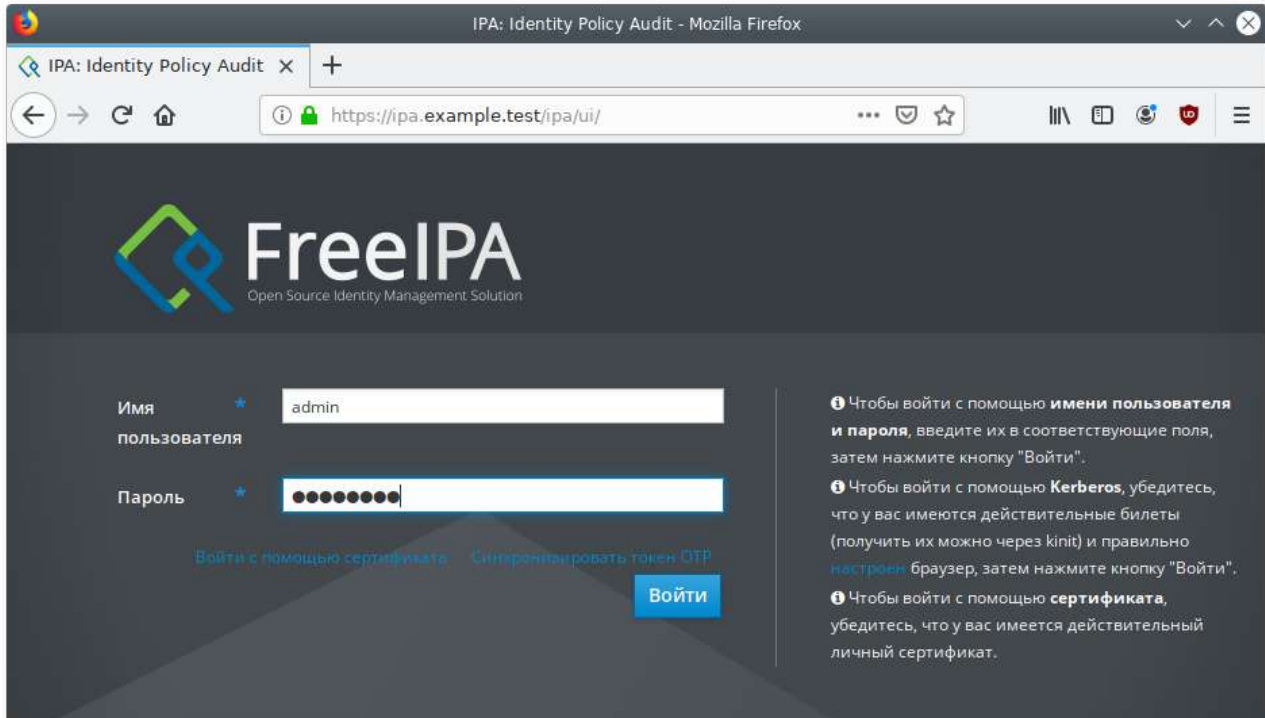 IPA: Identity Policy Audit - Mozilla Firefox
IPA: Identity Policy Audit
https://ipa.example.test/ipa/ui/
FreeIPA
Open Source Identity Management Solution
Имя
пользователя
*
admin
Пароль
*
Войти с помощью сертификата Синхронизировать токен OTP
Войти
Чтобы войти с помощью имени пользователя
и пароля, введите их в соответствующие поля,
затем нажмите кнопку "Войти".
Чтобы войти с помощью Kerberos, убедитесь,
что у вас имеются действительные билеты
(получить их можно через kinit) и правильно
настроен браузер, затем нажмите кнопку "Войти".
Чтобы войти с помощью сертификата,
убедитесь, что у вас имеется действительный
личный сертификат.